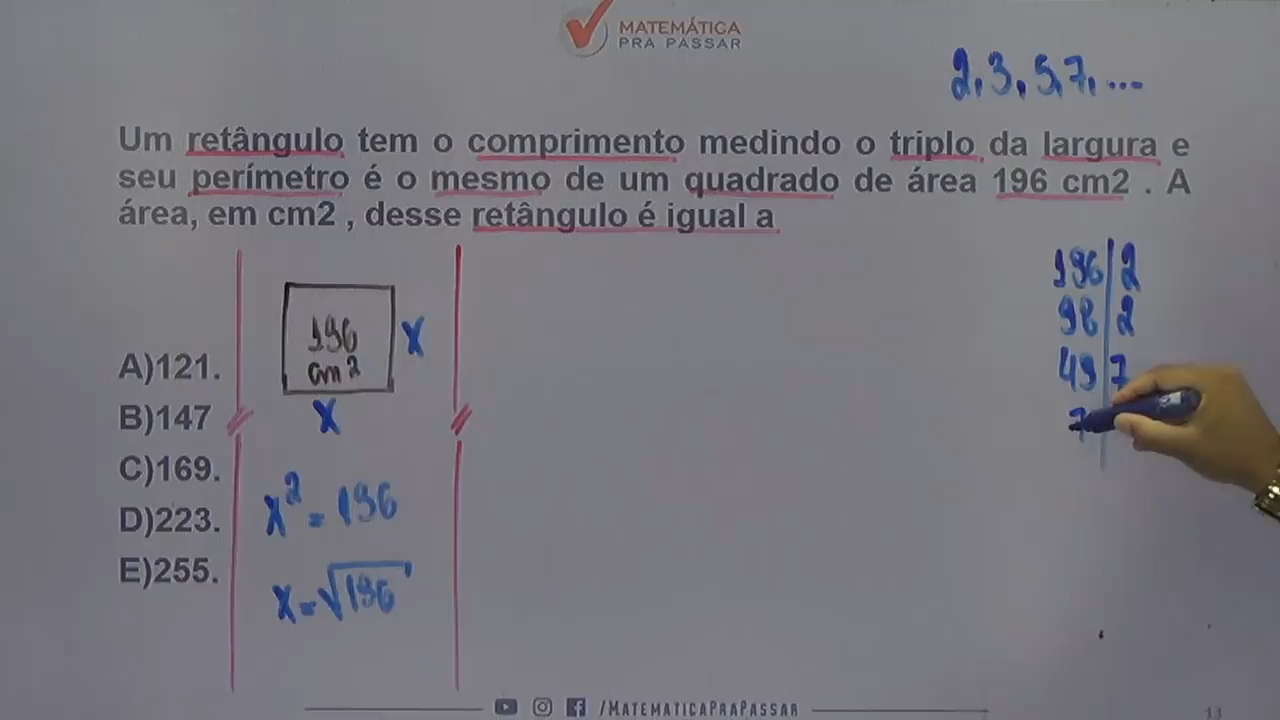 MATEMÁTICA
PRA PASSAR
2, 3, 5, 7, ...
Um retângulo tem o comprimento medindo o triplo da largura e
seu perímetro é o mesmo de um quadrado de área 196 cm2 . A
área, em cm2 , desse retângulo é igual a
196 | 2
98 | 2
49 | 7
7
196
cm2
X
X
A)121.
B)147
C)169.
D)223.
E)255.
X² = 196
X = √196
/MATEMATICAPRAPASSAR
13